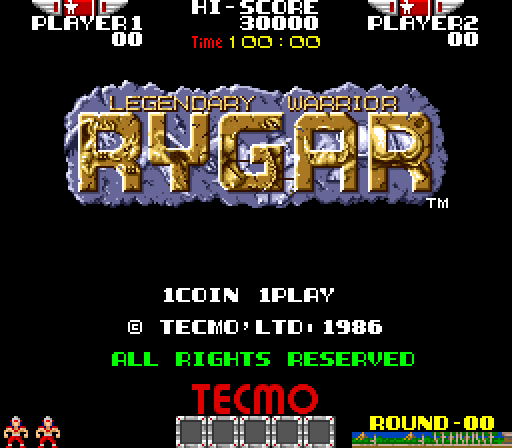 PLAYER1 HI-SCORE PLAYER2
00 30000 00
Time 100:00
LEGENDARY WARRIOR
RYGAR
TM
1COIN 1PLAY
© TECMO,LTD. 1986
ALL RIGHTS RESERVED
TECMO
ROUND-00